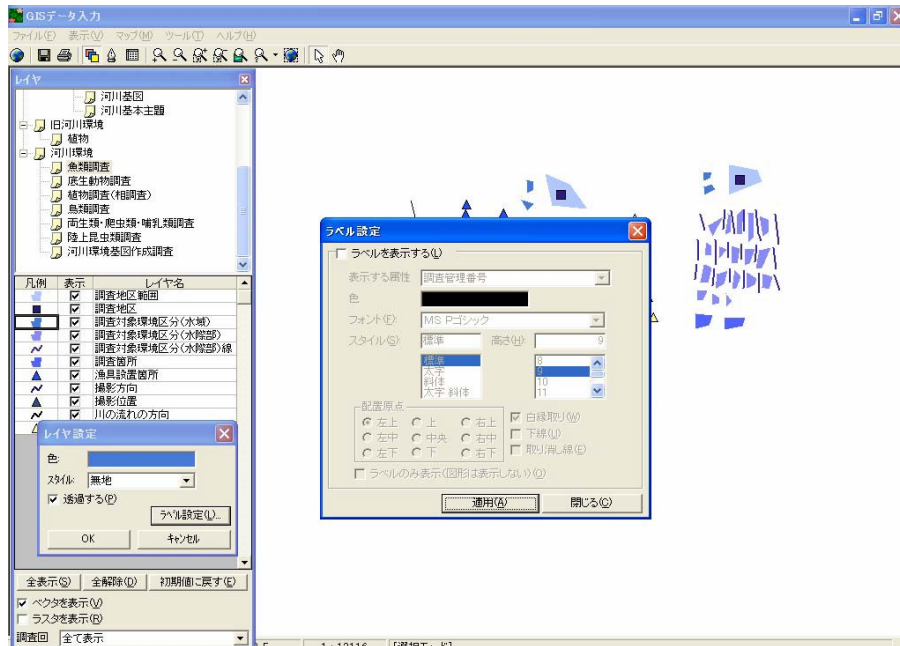 GISデータ入力
ファイル(F) 表示(V) マップ(M) ツール(T) ヘルプ(H)
レイヤ
河川基図
河川基本主題
旧河川環境
植物
河川環境
魚類調査
底生動物調査
植物調査(相調査)
鳥類調査
両生類・爬虫類・哺乳類調査
陸上昆虫類調査
河川環境基図作成調査
凡例 表示 レイヤ名
調査地区範囲
調査地区
調査対象環境区分(水域)
調査対象環境区分(水際部)
調査対象環境区分(水際部)線
調査箇所
漁具設置箇所
撮影方向
撮影位置
川の流れの方向
レイヤ設定
色:
スタイル: 無地
透過する(P)
ラベル設定(L)...
OK キャンセル
全表示(S) 全解除(D) 初期値に戻す(E)
ベクタを表示(V)
ラスタを表示(R)
調査回 全て表示
ラベル設定
ラベルを表示する(L)
表示する属性 調査管理番号
色
フォント(F) MS Pゴシック
スタイル(S) 標準 高さ(H) 9
標準 8
太字 9
斜体 10
太字 斜体 11
配置原点
左上 上 右上 白縁取り(W)
左中 中央 右中 下線(U)
左下 下 右下 取り消し線(E)
ラベルのみ表示(図形は表示しない)(O)
適用(A) 閉じる(C)